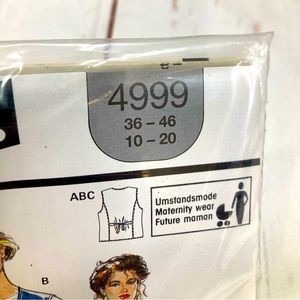 4999
36 – 46
10 – 20
ABC
Umstandsmode
Maternity wear
Future maman
B